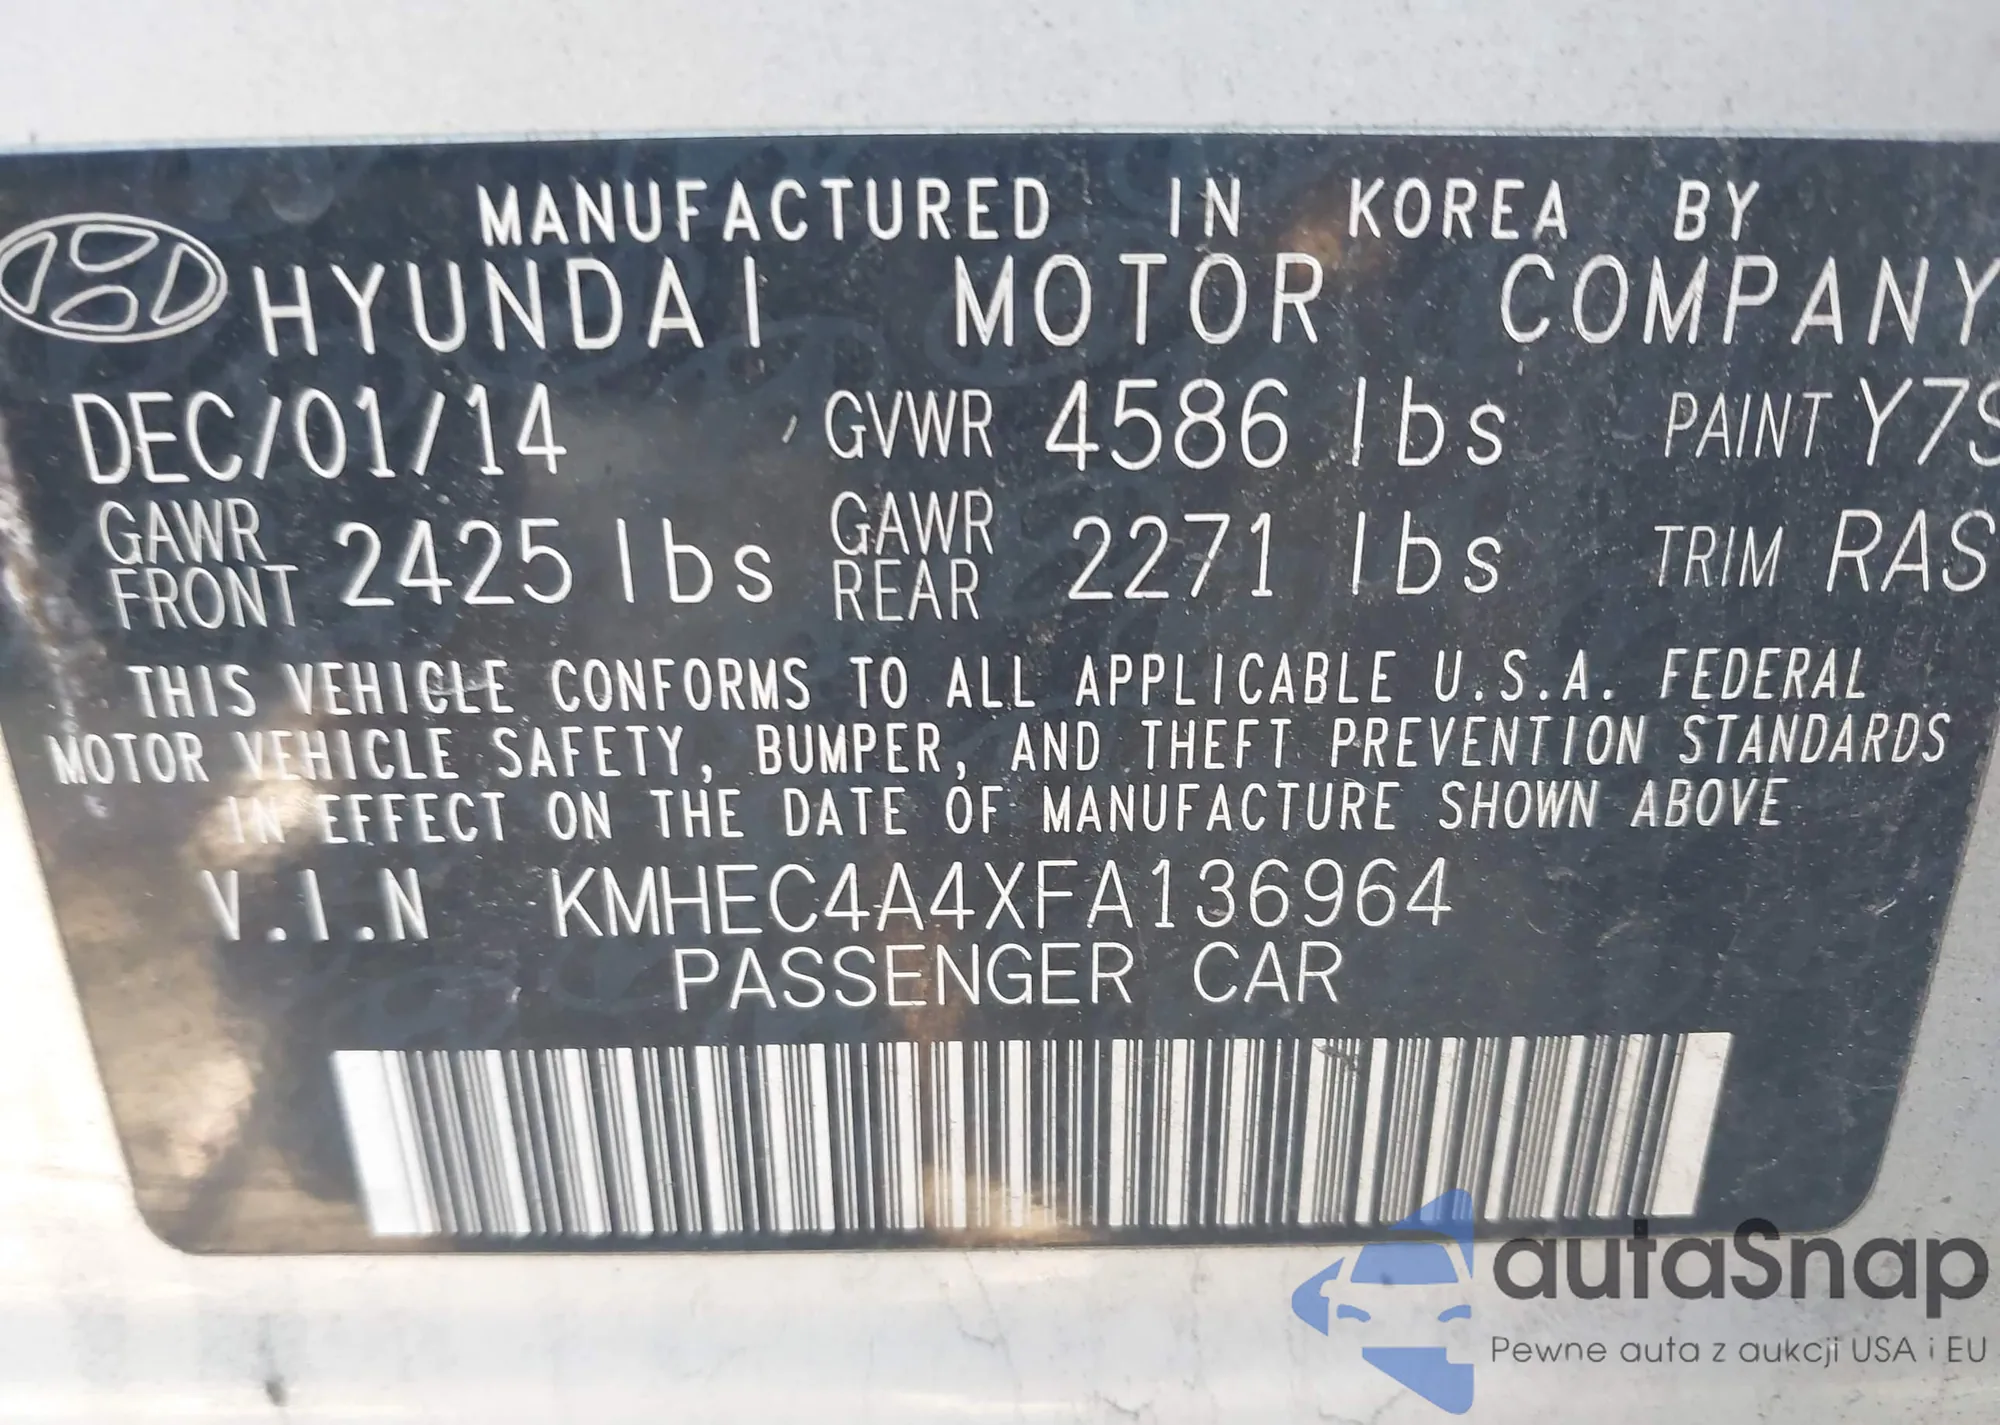 MANUFACTURED IN KOREA BY
HYUNDAI MOTOR COMPANY
DEC/01/14 GVWR 4586 lbs PAINT Y7S
GAWR FRONT 2425 lbs GAWR REAR 2271 lbs TRIM RAS
THIS VEHICLE CONFORMS TO ALL APPLICABLE U.S.A. FEDERAL
MOTOR VEHICLE SAFETY, BUMPER, AND THEFT PREVENTION STANDARDS
IN EFFECT ON THE DATE OF MANUFACTURE SHOWN ABOVE
V.I.N KMHEC4A4XFA136964
PASSENGER CAR
autaSnap
Pewne auta z aukcji USA i EU